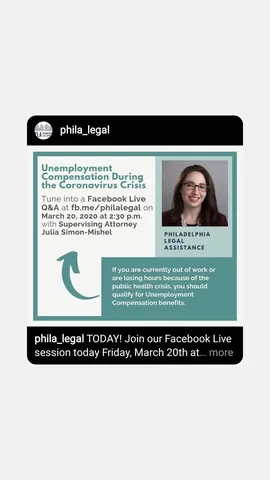 phila_legal
Unemployment
Compensation During
the Coronavirus Crisis
Tune into a Facebook Live
Q&A at fb.me/philalegal on
March 20, 2020 at 2:30 p.m.
with Supervising Attorney
Julia Simon-Mishel
PHILADELPHIA
LEGAL
ASSISTANCE
If you are currently out of work or
are losing hours because of the
public health crisis, you should
qualify for Unemployment
Compensation benefits.
phila_legal TODAY! Join our Facebook Live
session today Friday, March 20th at... more